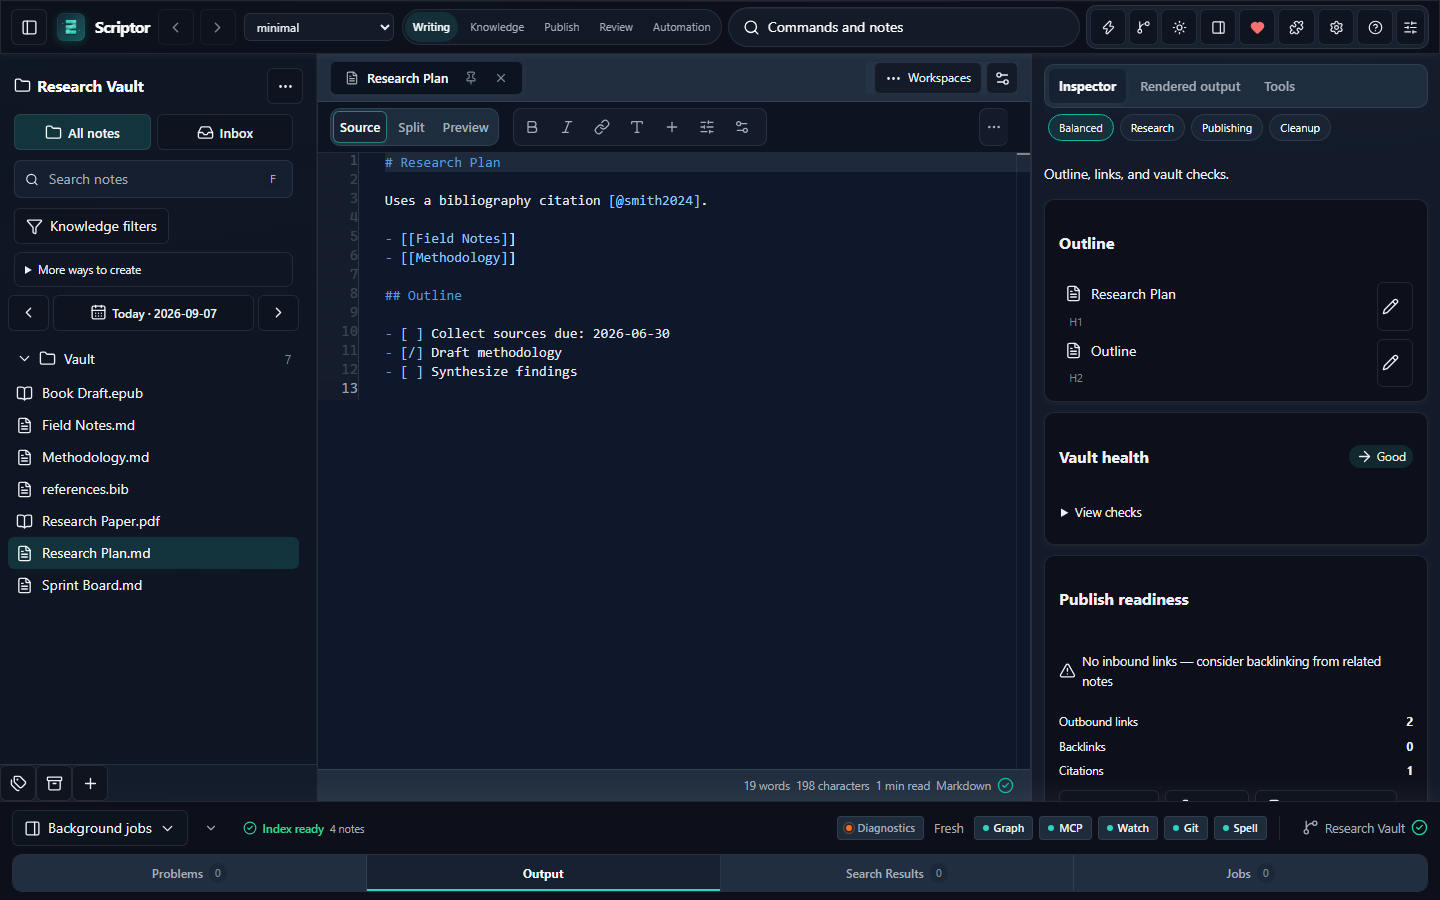 Scriptor
minimal
Writing
Knowledge
Publish
Review
Automation
Commands and notes
Research Vault
All notes
Inbox
Search notes
F
Knowledge filters
More ways to create
Today · 2026-09-07
Vault
7
Book Draft.epub
Field Notes.md
Methodology.md
references.bib
Research Paper.pdf
Research Plan.md
Sprint Board.md
Research Plan
Workspaces
Source
Split
Preview
B
I
T
1 # Research Plan
2
3 Uses a bibliography citation [@smith2024].
4
5 - [[Field Notes]]
6 - [[Methodology]]
7
8 ## Outline
9
10 - [ ] Collect sources due: 2026-06-30
11 - [/] Draft methodology
12 - [ ] Synthesize findings
13
19 words 198 characters 1 min read Markdown
Inspector
Rendered output
Tools
Balanced
Research
Publishing
Cleanup
Outline, links, and vault checks.
Outline
Research Plan
H1
Outline
H2
Vault health
Good
View checks
Publish readiness
No inbound links — consider backlinking from related
notes
Outbound links 2
Backlinks 0
Citations 1
Background jobs
Index ready 4 notes
Diagnostics
Fresh
Graph
MCP
Watch
Git
Spell
Research Vault
Problems 0
Output
Search Results 0
Jobs 0